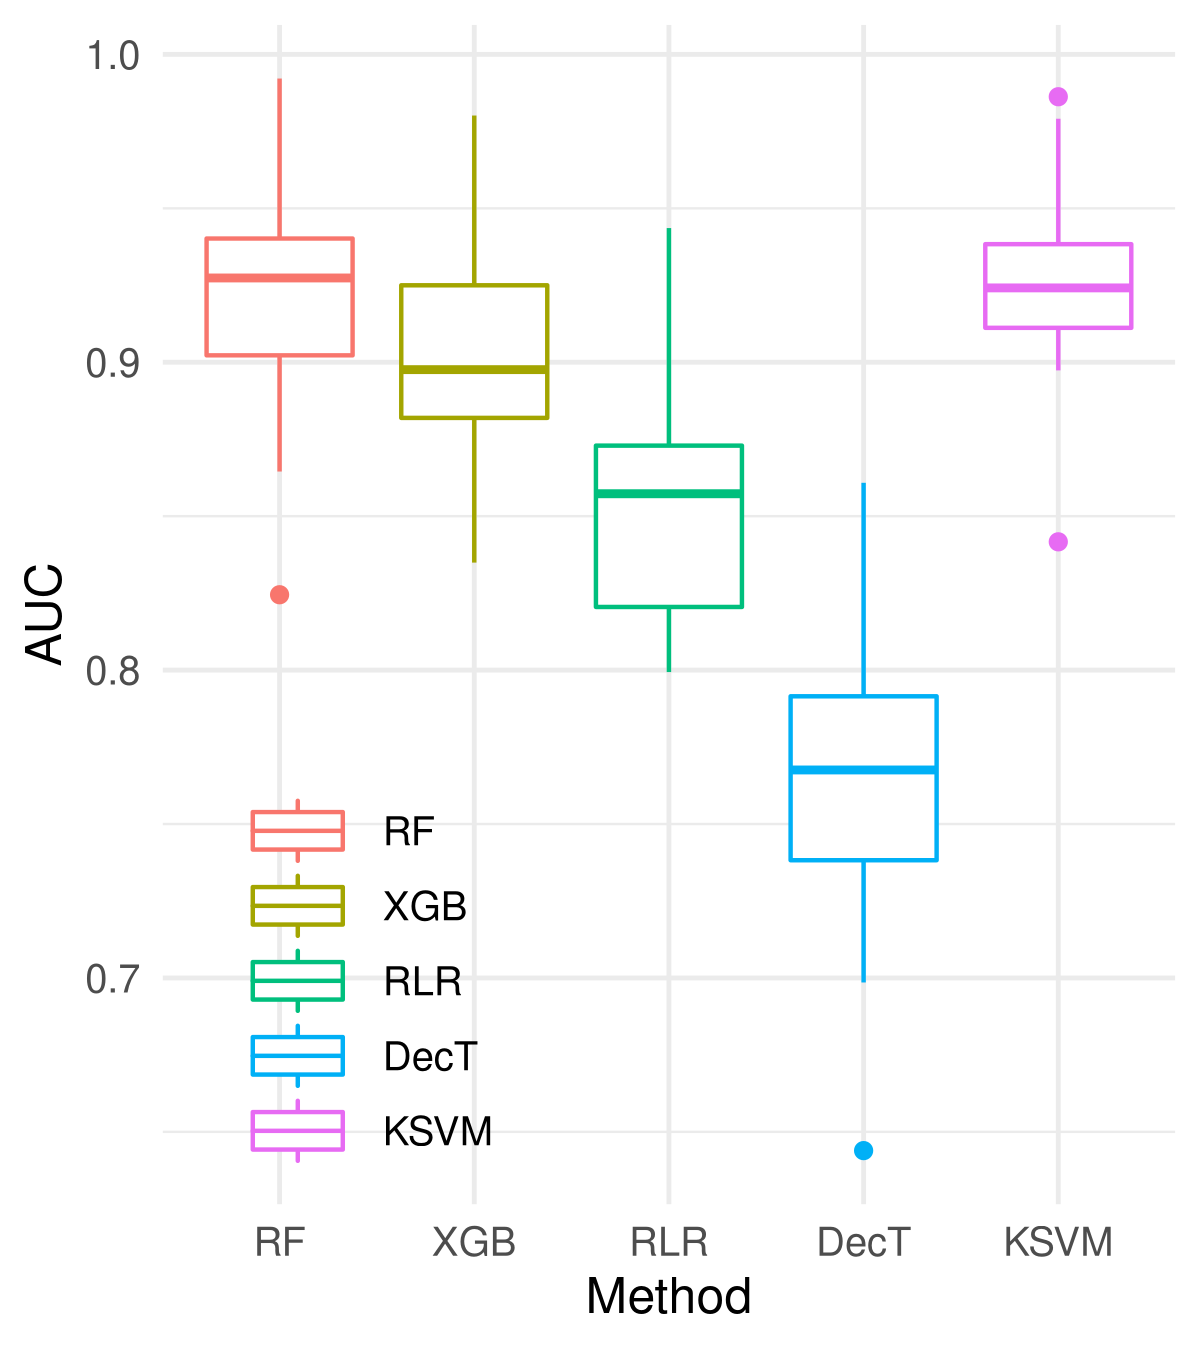 1.0
0.9
0.8
0.7
AUC
RF
XGB
RLR
DecT
KSVM
RF XGB RLR DecT KSVM
Method